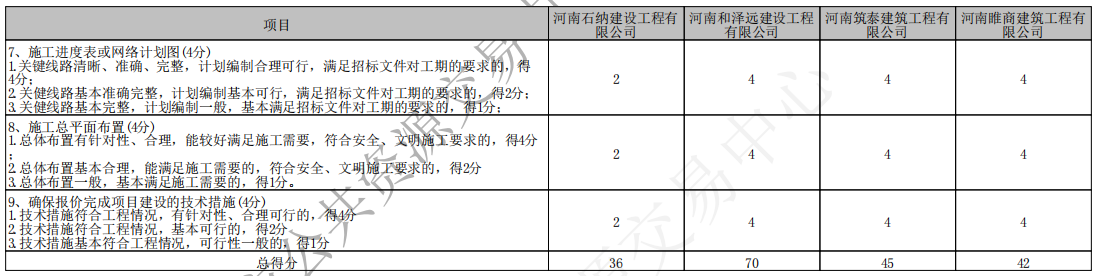 项目 河南石纳建设工程有限公司 河南和泽远建设工程有限公司 河南筑泰建筑工程有限公司 河南睢商建筑工程有限公司
7、施工进度表或网络计划图(4分)
1.关键线路清晰、准确、完整，计划编制合理可行，满足招标文件对工期的要求的，得
4分；
2.关健线路基本准确完整，计划编制基本可行，满足招标文件对工期的要求的，得2分；
3.关健线路基本完整，计划编制一般，基本满足招标文件对工期的要求的，得1分；
2 4 4 4
8、施工总平面布置(4分)
1.总体布置有针对性、合理，能较好满足施工需要，符合安全、文明施工要求的，得4分
；
2.总体布置基本合理，能满足施工需要的，符合安全、文明施工要求的，得2分
3.总体布置一般，基本满足施工需要的，得1分。
2 4 4 4
9、确保报价完成项目建设的技术措施(4分)
1.技术措施符合工程情况，有针对性、合理可行的，得4分
2.技术措施符合工程情况，基本可行的，得2分
3.技术措施基本符合工程情况，可行性一般的，得1分
2 4 4 4
总得分 36 70 45 42
公共资源交易中心
源交易中心